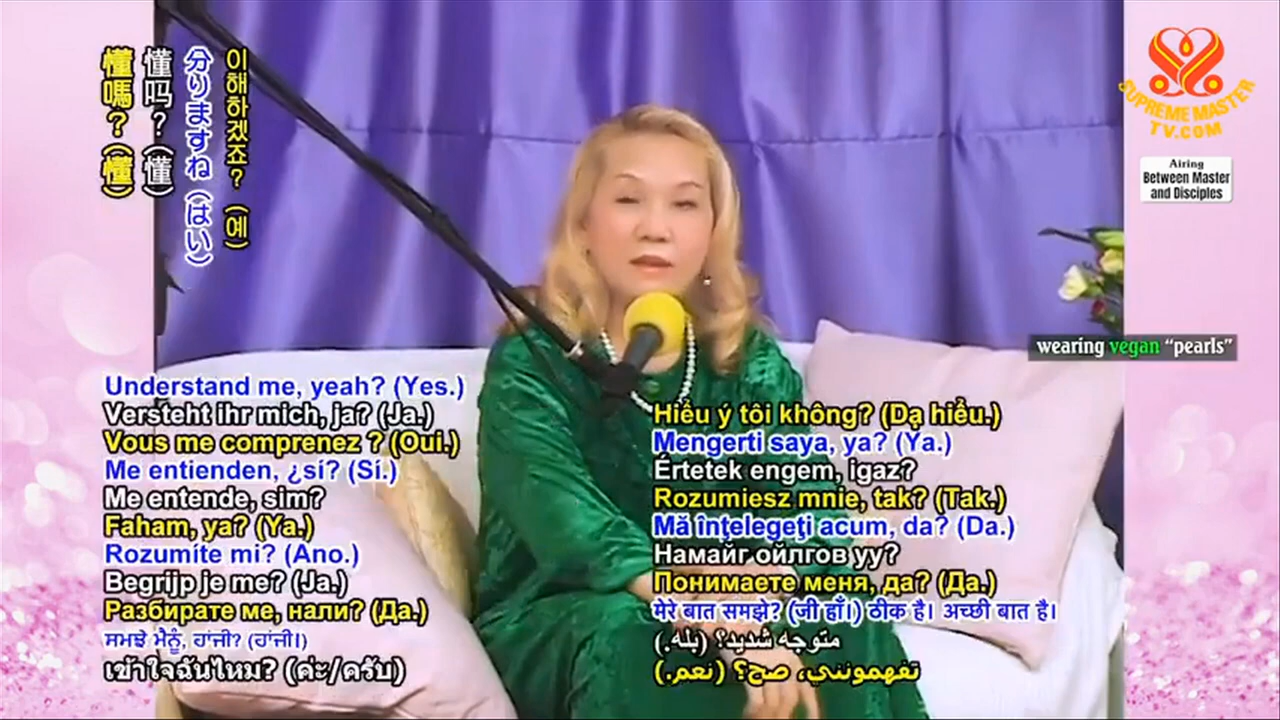 이해하겠죠? (예)
分りますね (はい)
懂吗? (懂)
懂嗎? (懂)
SUPREME MASTER
TV.COM
Airing
Between Master
and Disciples
wearing vegan "pearls"
Understand me, yeah? (Yes.)
Versteht ihr mich, ja? (Ja.)
Vous me comprenez ? (Oui.)
Me entienden, ¿sí? (Sí.)
Me entende, sim?
Faham, ya? (Ya.)
Rozumíte mi? (Ano.)
Begrijp je me? (Ja.)
Разбирате ме, нали? (Да.)
ਸਮਝੇ ਮੈਨੂੰ, ਹਾਂਜੀ? (ਹਾਂਜੀ।)
เข้าใจฉันไหม? (ค่ะ/ครับ)
Hiểu ý tôi không? (Dạ hiểu.)
Mengerti saya, ya? (Ya.)
Értetek engem, igaz?
Rozumiesz mnie, tak? (Tak.)
Mă înţelegeţi acum, da? (Da.)
Намайг ойлгов уу?
Понимаете меня, да? (Да.)
मेरे बात समझे? (जी हाँ।) ठीक है। अच्छी बात है।
متوجه شدید؟ (بله.)
تفهمونني، صح؟ (نعم.)